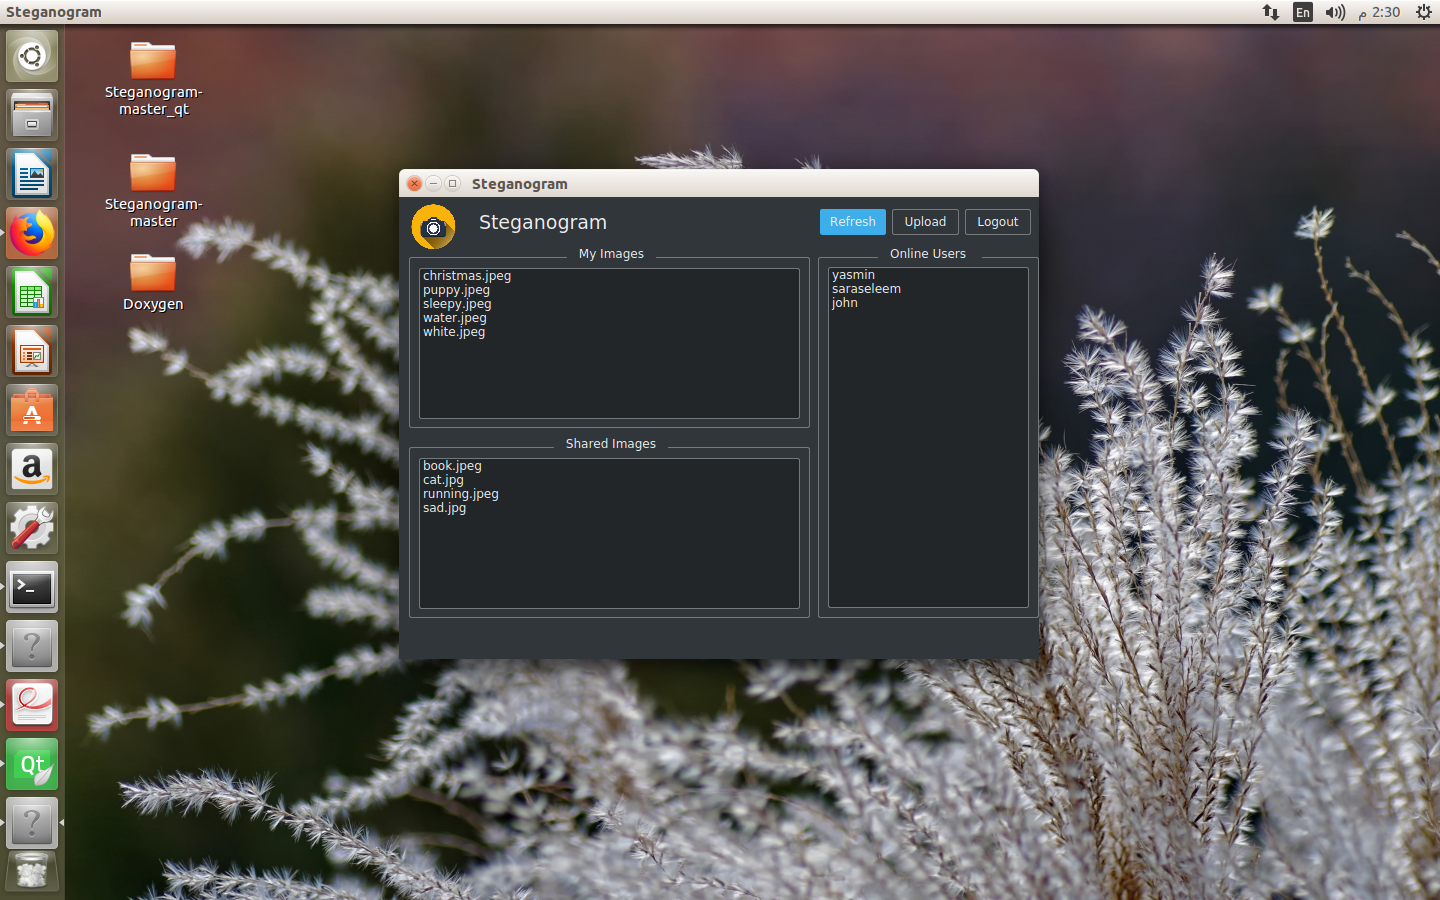 Steganogram
En
2:30 م
Steganogram-
master_qt
Steganogram-
master
Doxygen
Steganogram
Steganogram
Refresh
Upload
Logout
My Images
christmas.jpeg
puppy.jpeg
sleepy.jpeg
water.jpeg
white.jpeg
Shared Images
book.jpeg
cat.jpg
running.jpeg
sad.jpg
Online Users
yasmin
saraseleem
john
A
a
>_
?
Qt
?